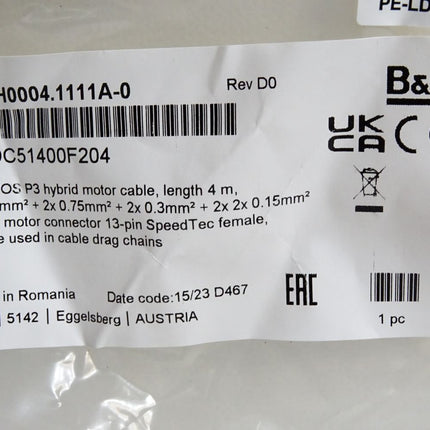 PE-LD
H0004.1111A-0
Rev D0
B&
UK
CA
CE
C51400F204
OS P3 hybrid motor cable, length 4 m,
mm² + 2x 0.75mm² + 2x 0.3mm² + 2x 2x 0.15mm²
motor connector 13-pin SpeedTec female,
e used in cable drag chains
in Romania
Date code:15/23 D467
EAC
5142 | Eggelsberg | AUSTRIA
1 pc